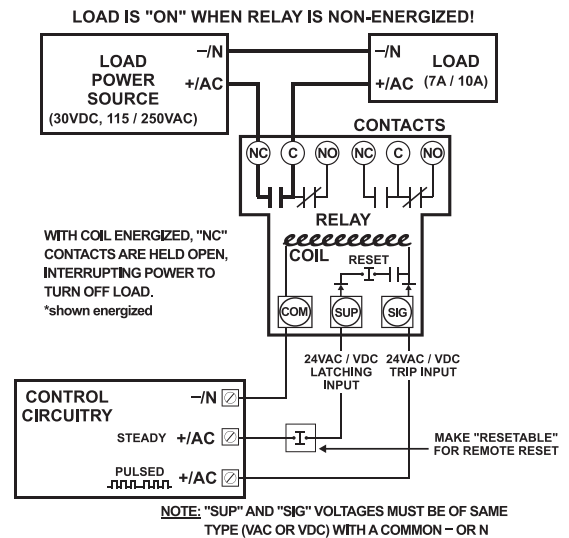 LOAD IS "ON" WHEN RELAY IS NON-ENERGIZED!
LOAD
POWER
SOURCE
(30VDC, 115 / 250VAC)
–/N
+/AC
–/N
+/AC
LOAD
(7A / 10A)
CONTACTS
NC
C
NO
NC
C
NO
RELAY
COIL
RESET
WITH COIL ENERGIZED, "NC"
CONTACTS ARE HELD OPEN,
INTERRUPTING POWER TO
TURN OFF LOAD.
*shown energized
COM
SUP
SIG
24VAC / VDC
LATCHING
INPUT
24VAC / VDC
TRIP INPUT
CONTROL
CIRCUITRY
–/N
STEADY +/AC
PULSED
+/AC
MAKE "RESETABLE"
FOR REMOTE RESET
NOTE: "SUP" AND "SIG" VOLTAGES MUST BE OF SAME
TYPE (VAC OR VDC) WITH A COMMON – OR N